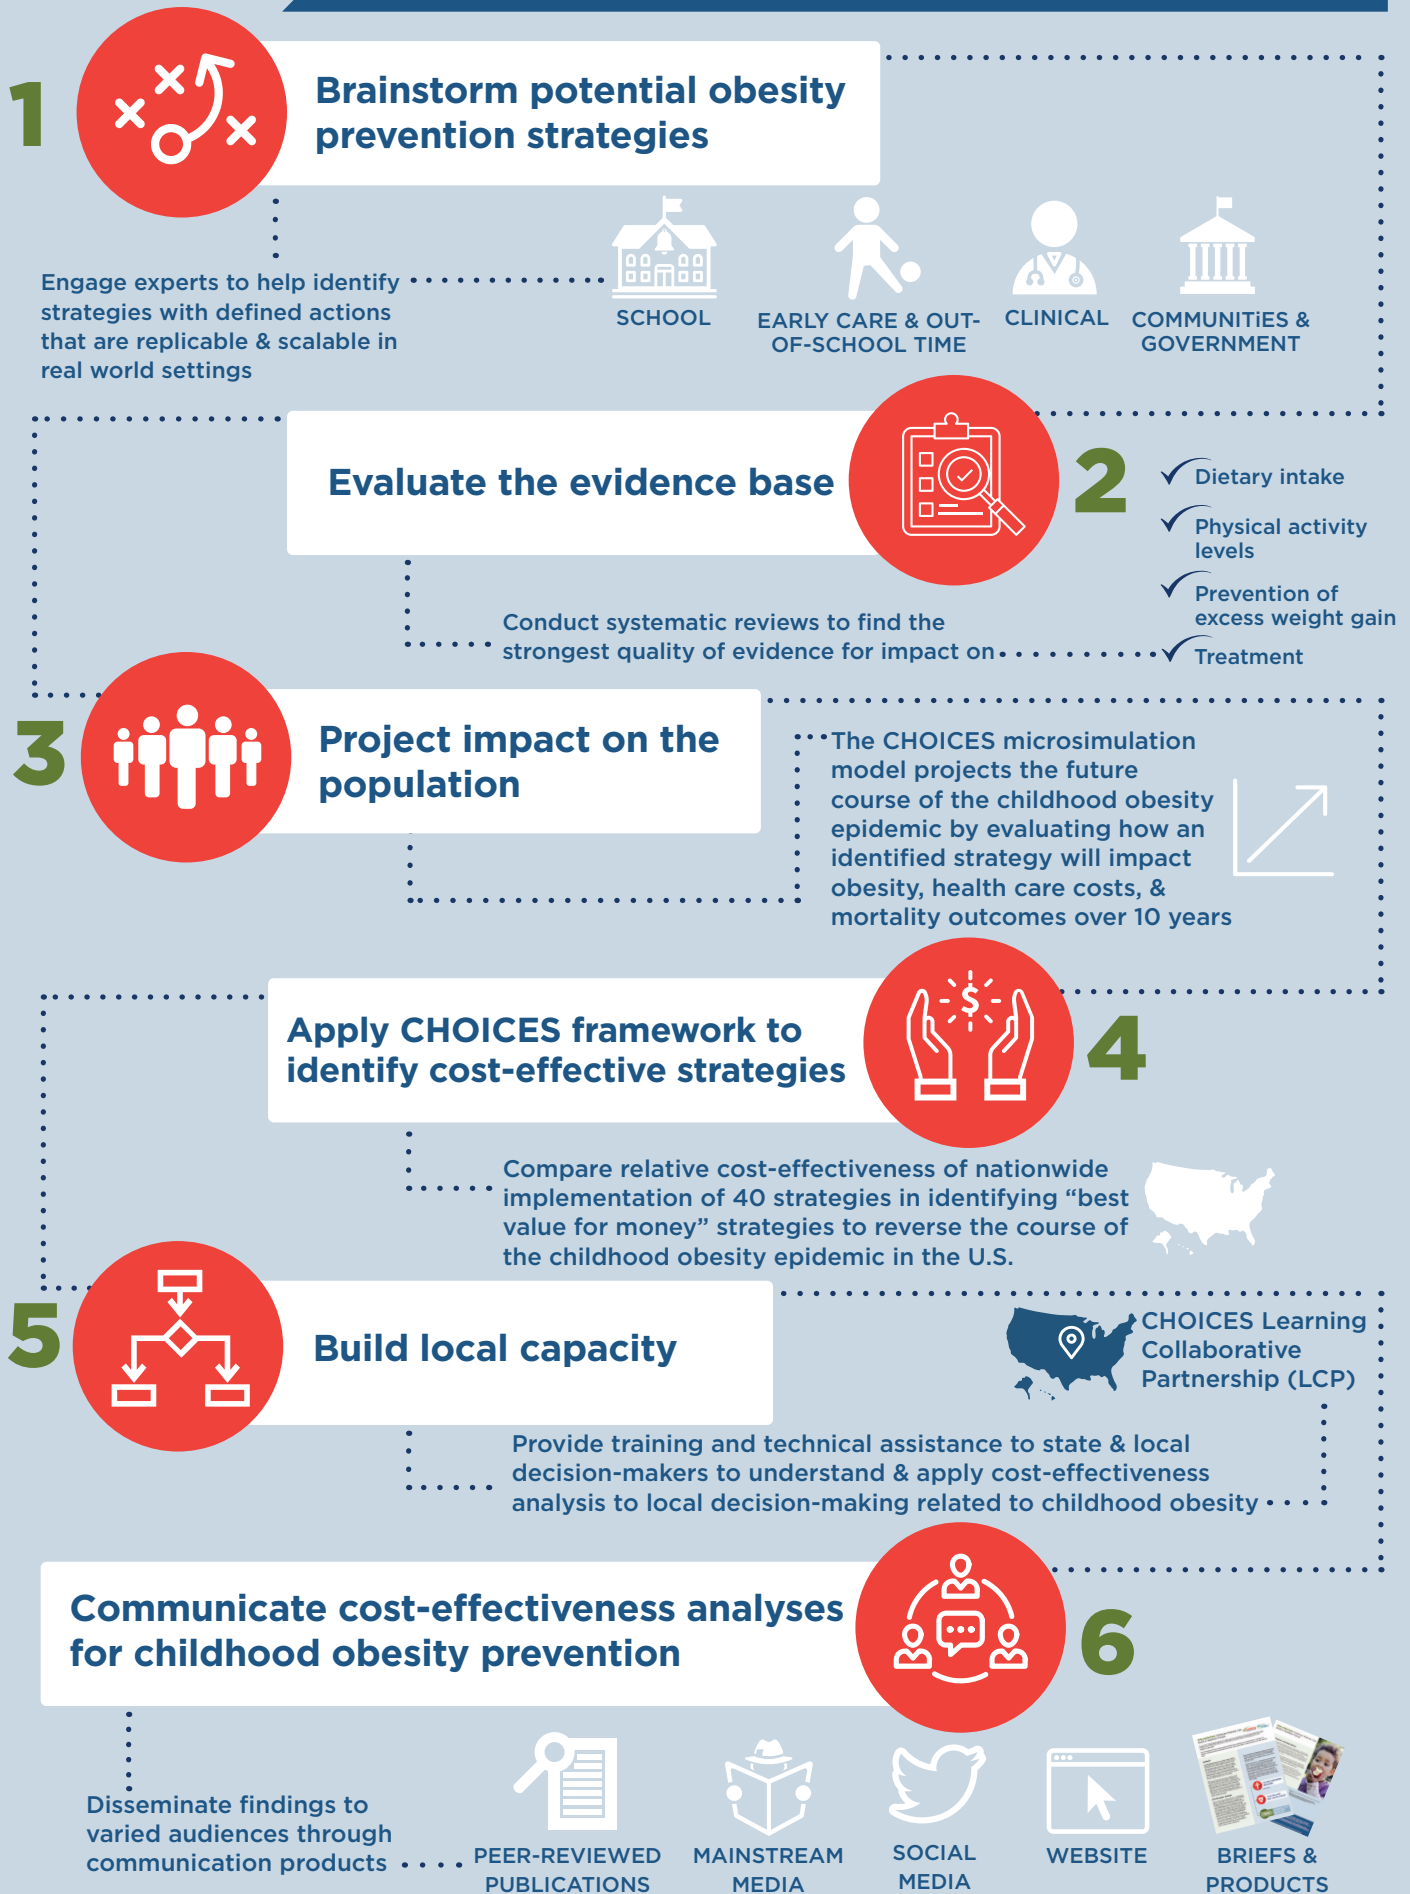 1
Brainstorm potential obesity
prevention strategies
Engage experts to help identify
strategies with defined actions
that are replicable & scalable in
real world settings
SCHOOL
EARLY CARE & OUT-
OF-SCHOOL TIME
CLINICAL
COMMUNITiES &
GOVERNMENT
Evaluate the evidence base
2
Conduct systematic reviews to find the
strongest quality of evidence for impact on
Dietary intake
Physical activity
levels
Prevention of
excess weight gain
Treatment
3
Project impact on the
population
The CHOICES microsimulation
model projects the future
course of the childhood obesity
epidemic by evaluating how an
identified strategy will impact
obesity, health care costs, &
mortality outcomes over 10 years
Apply CHOICES framework to
identify cost-effective strategies
$
4
Compare relative cost-effectiveness of nationwide
implementation of 40 strategies in identifying “best
value for money” strategies to reverse the course of
the childhood obesity epidemic in the U.S.
5
Build local capacity
CHOICES Learning
Collaborative
Partnership (LCP)
Provide training and technical assistance to state & local
decision-makers to understand & apply cost-effectiveness
analysis to local decision-making related to childhood obesity
Communicate cost-effectiveness analyses
for childhood obesity prevention
6
Disseminate findings to
varied audiences through
communication products
PEER-REVIEWED
PUBLICATIONS
MAINSTREAM
MEDIA
SOCIAL
MEDIA
WEBSITE
BRIEFS &
PRODUCTS